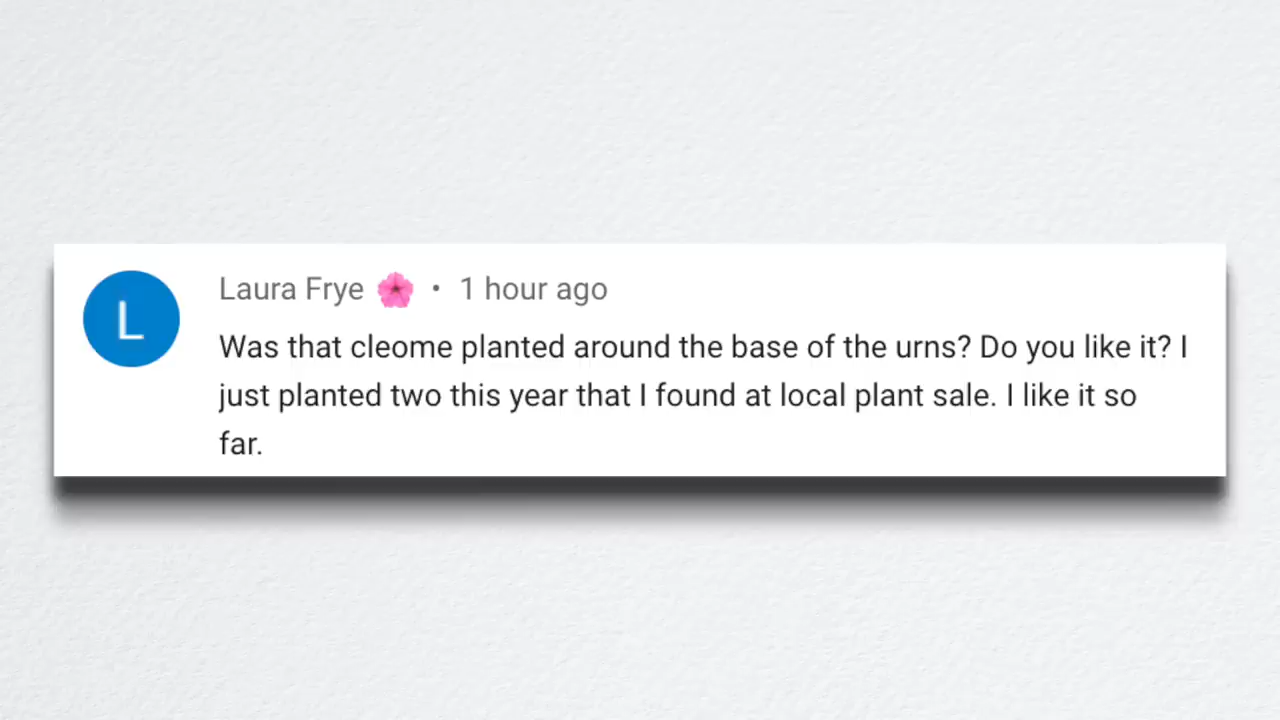 L
Laura Frye 🌸 • 1 hour ago
Was that cleome planted around the base of the urns? Do you like it? I
just planted two this year that I found at local plant sale. I like it so
far.